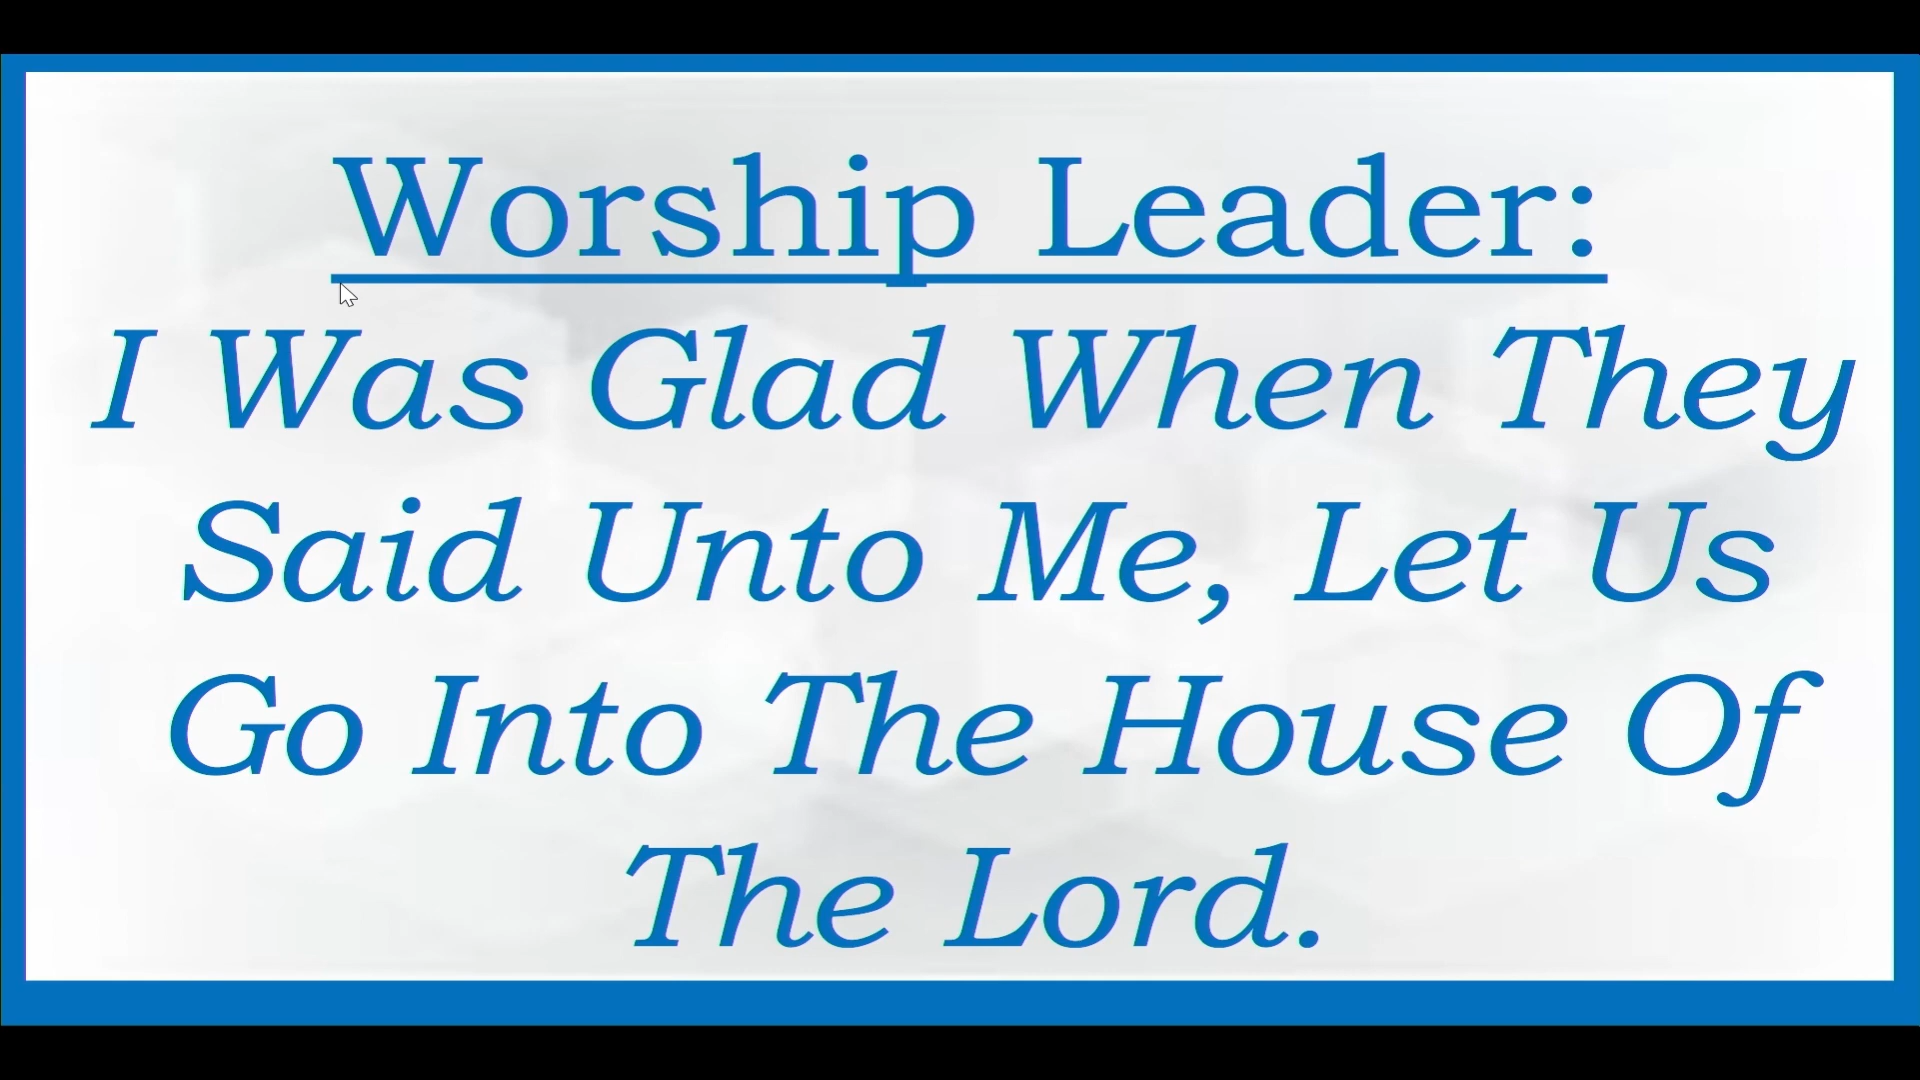 Worship Leader:
I Was Glad When They
Said Unto Me, Let Us
Go Into The House Of
The Lord.